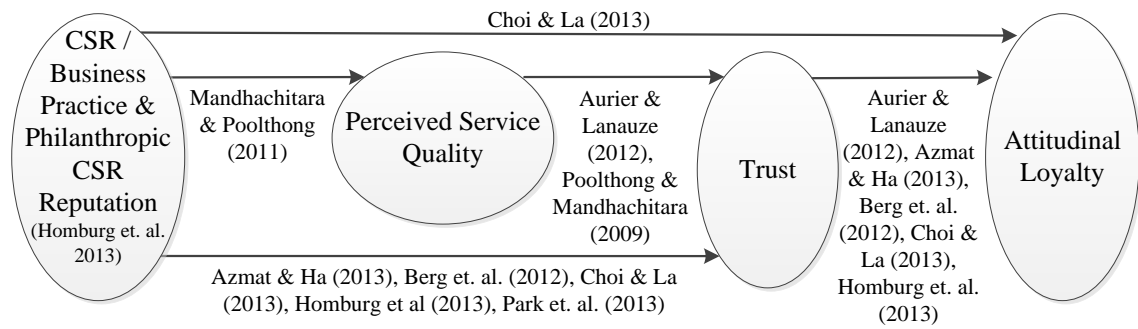 Choi & La (2013)
CSR /
Business
Practice &
Philanthropic
CSR
Reputation
(Homburg et. al.
2013)
Mandhachitara
& Poolthong
(2011)
Perceived Service
Quality
Aurier &
Lanauze
(2012),
Poolthong &
Mandhachitara
(2009)
Trust
Aurier &
Lanauze
(2012), Azmat
& Ha (2013),
Berg et. al.
(2012), Choi &
La (2013),
Homburg et. al.
(2013)
Attitudinal
Loyalty
Azmat & Ha (2013), Berg et. al. (2012), Choi & La
(2013), Homburg et al (2013), Park et. al. (2013)